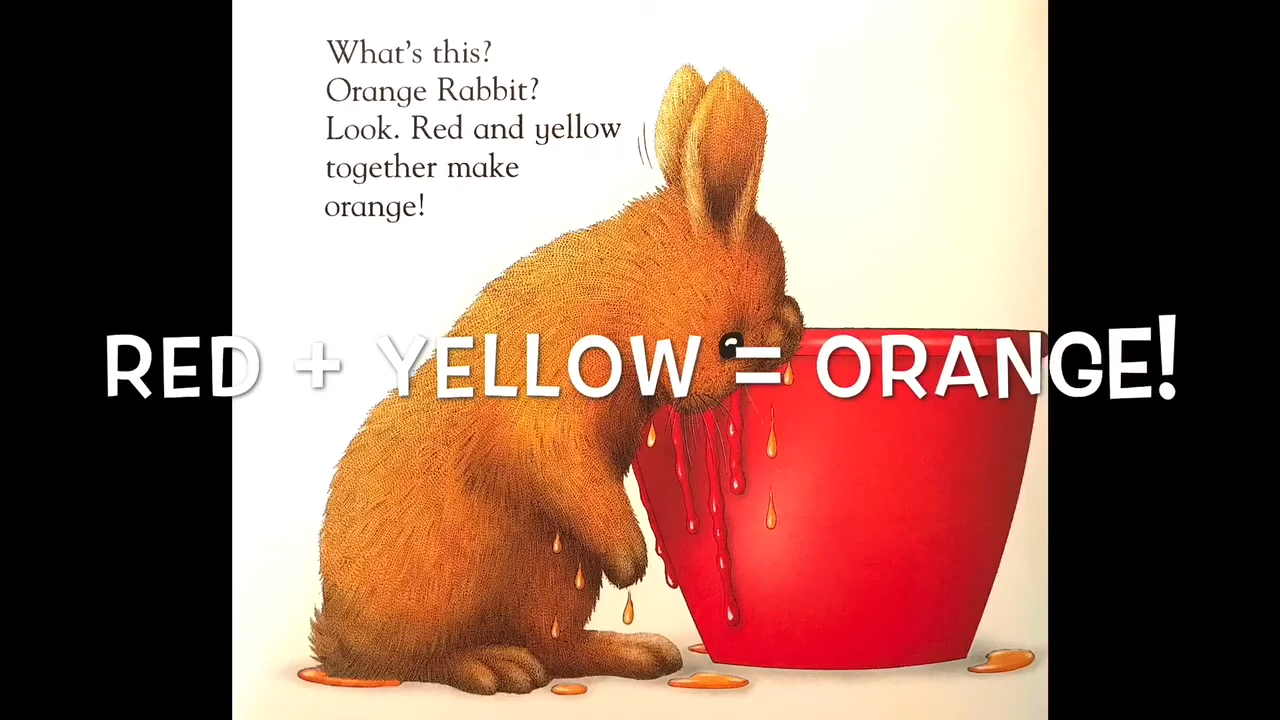 What's this?
Orange Rabbit?
Look. Red and yellow
together make
orange!
RED + YELLOW = ORANGE!